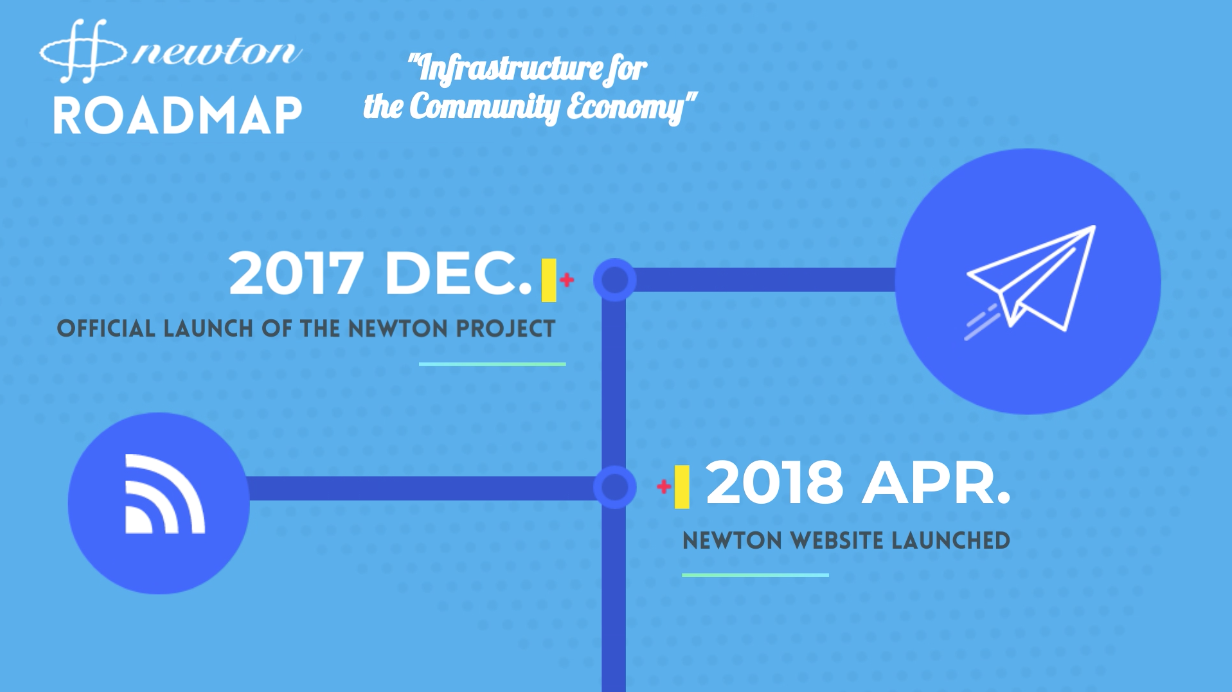 newton
ROADMAP
"Infrastructure for
the Community Economy"
2017 DEC.
OFFICIAL LAUNCH OF THE NEWTON PROJECT
2018 APR.
NEWTON WEBSITE LAUNCHED